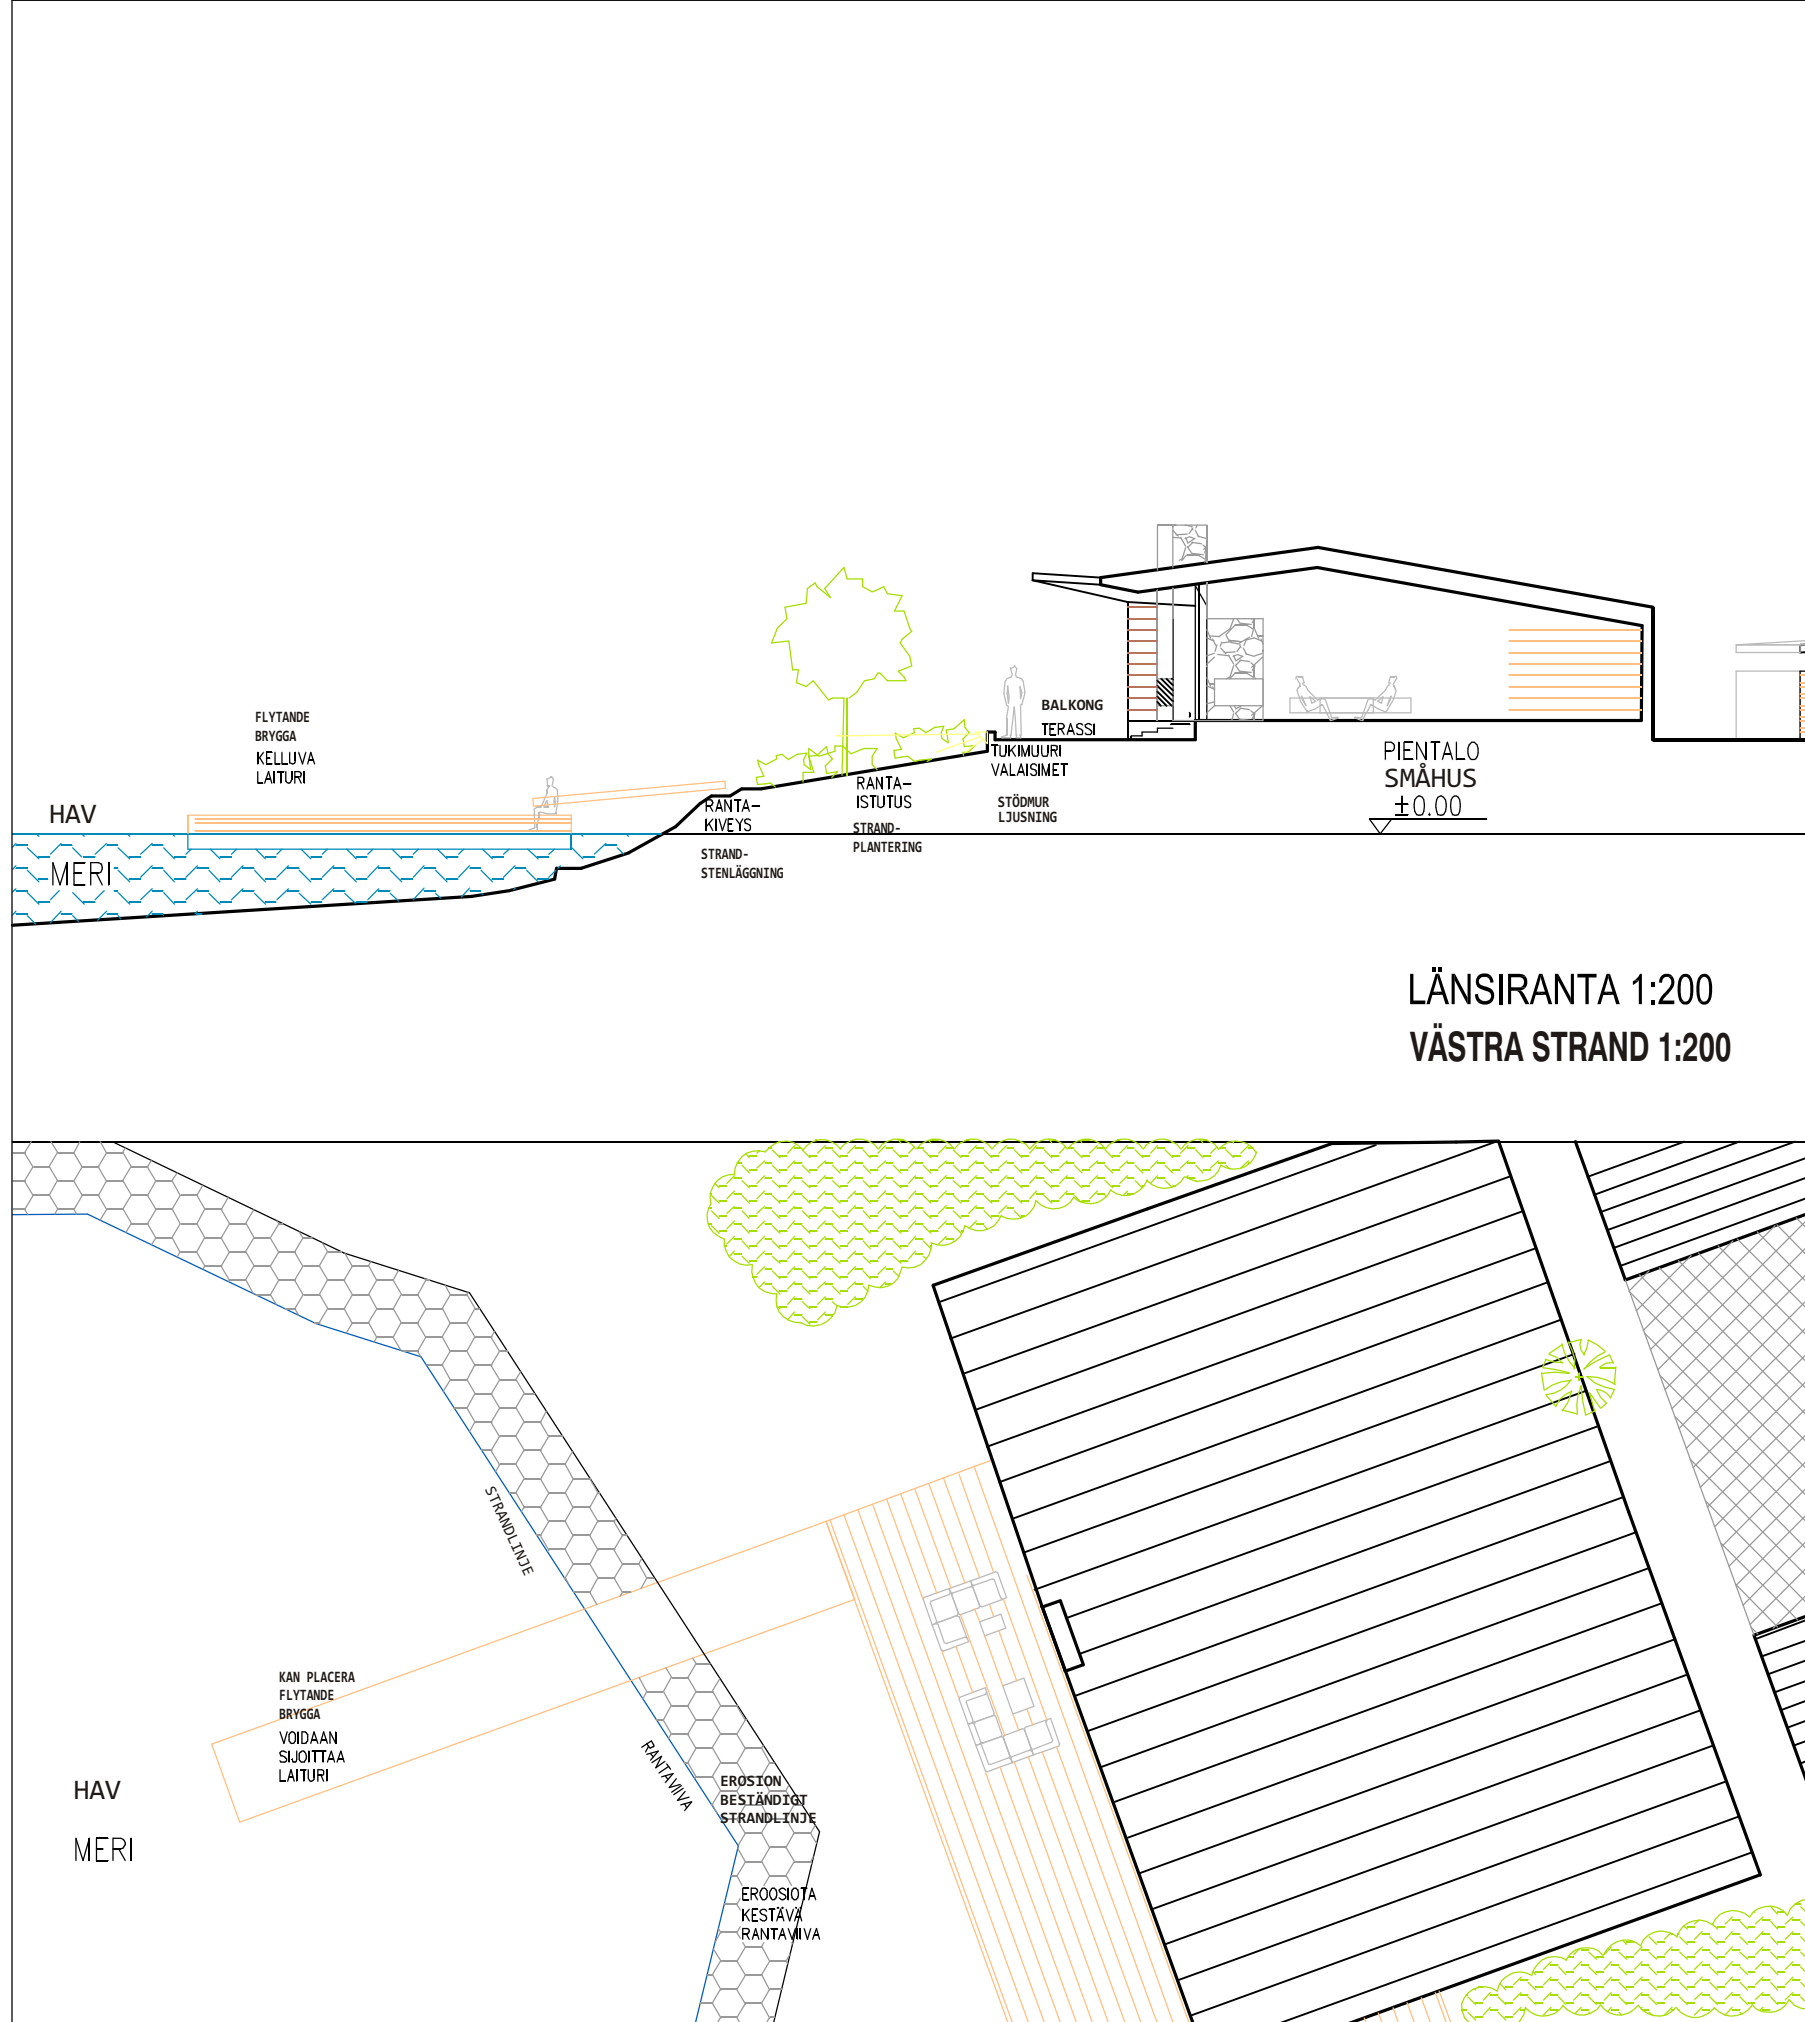 FLYTANDE
BRYGGA
KELLUVA
LAITURI
HAV
MERI
RANTA-
KIVEYS
STRAND-
STENLÄGGNING
RANTA-
ISTUTUS
STRAND-
PLANTERING
BALKONG
TERASSI
TUKIMUURI
VALAISIMET
STÖDMUR
LJUSNING
PIENTALO
SMÅHUS
±0.00
LÄNSIRANTA 1:200
VÄSTRA STRAND 1:200
STRANDLINJE
KAN PLACERA
FLYTANDE
BRYGGA
VOIDAAN
SIJOITTAA
LAITURI
HAV
MERI
RANTAVIIVA
EROSION
BESTÄNDIGT
STRANDLINJE
EROOSIOTA
KESTÄVÄ
RANTAVIIVA